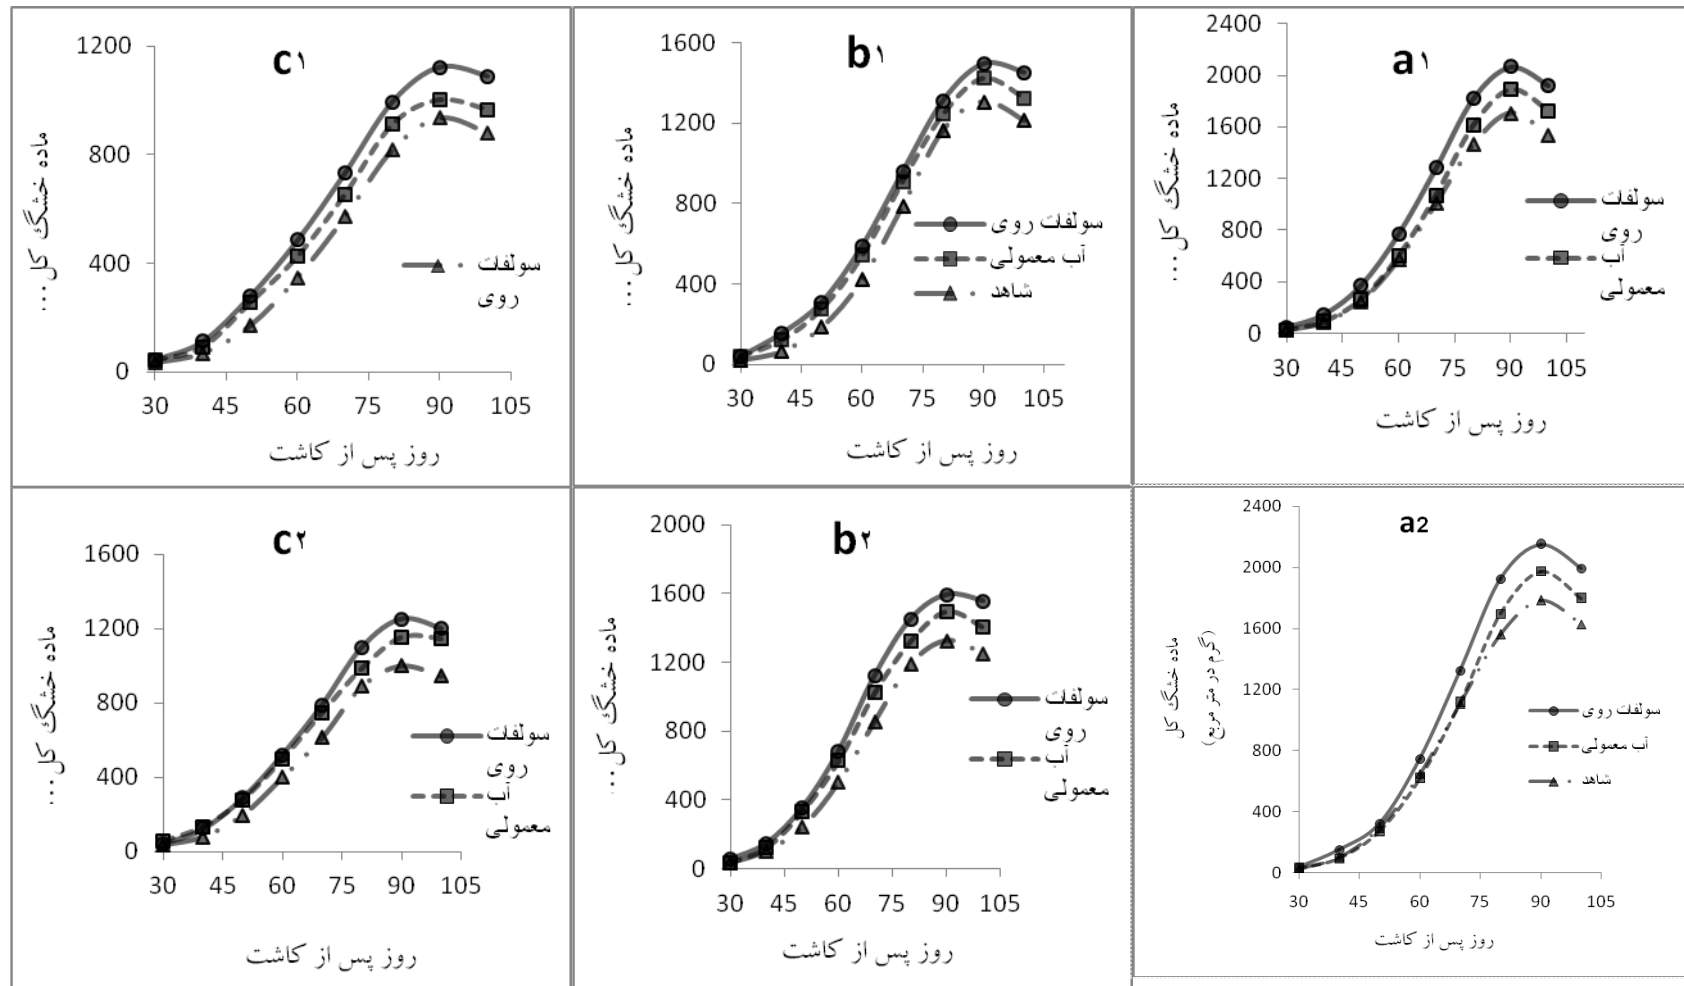 c۱
1200
800
400
0
30 45 60 75 90 105
ماده خشگ کل...
روز پس از کاشت
سولفات
روی
b۱
1600
1200
800
400
0
30 45 60 75 90 105
ماده خشگ کل...
روز پس از کاشت
سولفات روی
آب معمولی
شاهد
a۱
2400
2000
1600
1200
800
400
0
30 45 60 75 90 105
ماده خشگ کل...
روز پس از کاشت
سولفات
روی
آب
معمولی
c۲
1600
1200
800
400
0
30 45 60 75 90 105
ماده خشگ کل...
روز پس از کاشت
سولفات
روی
آب
معمولی
b۲
2000
1600
1200
800
400
0
30 45 60 75 90 105
ماده خشگ کل...
روز پس از کاشت
سولفات
روی
آب
معمولی
a2
2400
2000
1600
1200
800
400
0
30 45 60 75 90 105
ماده خشگ کل
(گرم در متر مربع)
روز پس از کاشت
سولفات روی
آب معمولی
شاهد